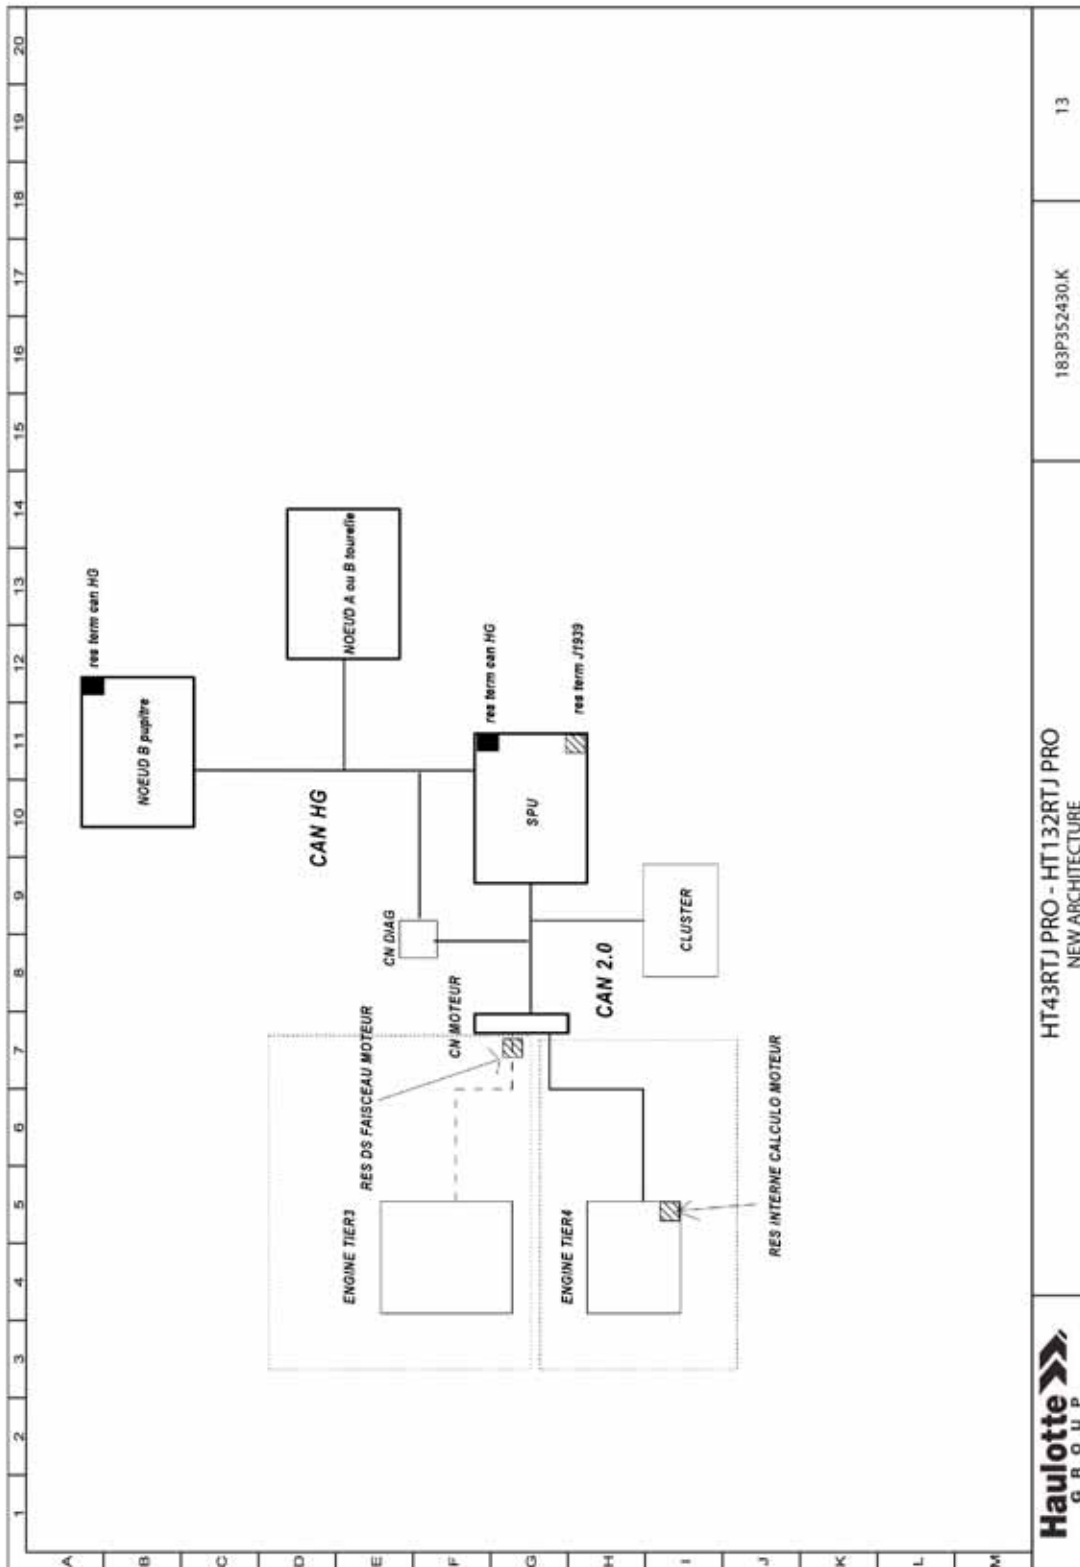 1 2 3 4 5 6 7 8 9 10 11 12 13 14 15 16 17 18 19 20
A
B
C
D
E
F
G
H
I
J
K
L
M
NOEUD B pupitre
res term can HG
CAN HG
NOEUD A ou B tourelle
CN DIAG
res term can HG
SPU
res term J1939
CN MOTEUR
CAN 2.0
CLUSTER
RES DS FAISCEAU MOTEUR
ENGINE TIER3
ENGINE TIER4
RES INTERNE CALCULO MOTEUR
Haulotte
GROUP
HT43RTJ PRO - HT132RTJ PRO
NEW ARCHITECTURE
183P352430.K
13